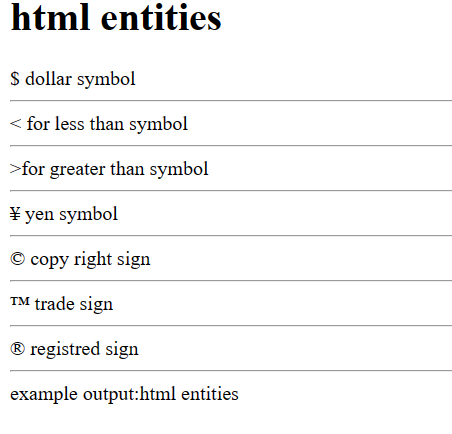 html entities
$ dollar symbol
< for less than symbol
>for greater than symbol
¥ yen symbol
© copy right sign
™ trade sign
® registred sign
example output:html entities